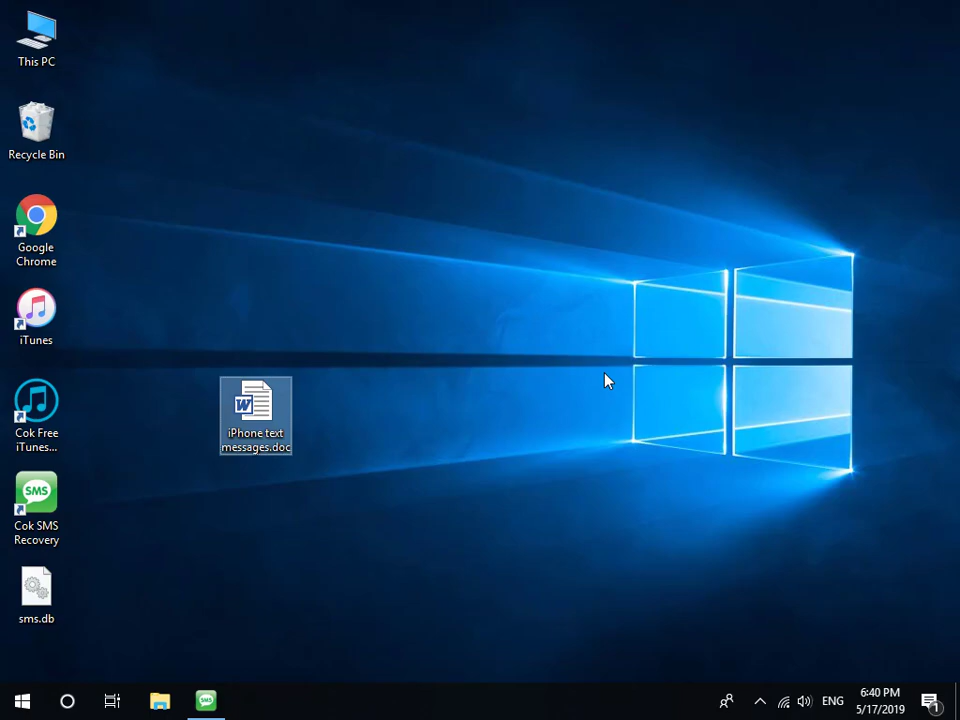 This PC
Recycle Bin
Google
Chrome
iTunes
Cok Free
iTunes...
SMS
Cok SMS
Recovery
sms.db
W
iPhone text
messages.doc
SMS
ENG
6:40 PM
5/17/2019
1